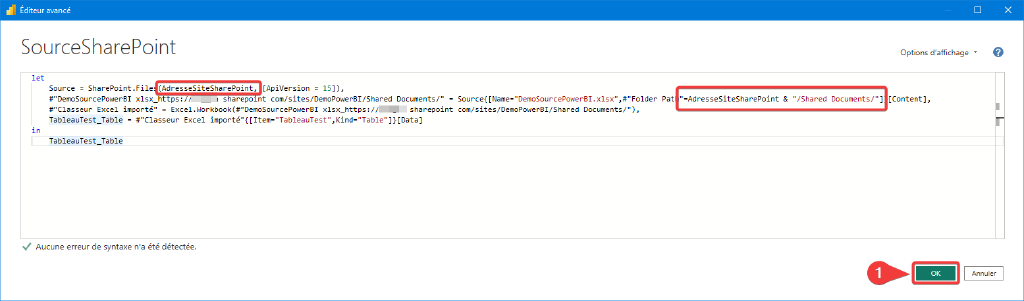 Éditeur avancé
SourceSharePoint
Options d'affichage
?
let
Source = SharePoint.Files(AdresseSiteSharePoint, [ApiVersion = 15]),
#"DemoSourcePowerBI xlsx_https:// sharepoint com/sites/DemoPowerBI/Shared Documents/" = Source{[Name="DemoSourcePowerBI.xlsx",#"Folder Path"=AdresseSiteSharePoint & "/Shared Documents/"]}[Content],
#"Classeur Excel importé" = Excel.Workbook(#"DemoSourcePowerBI xlsx_https:// sharepoint com/sites/DemoPowerBI/Shared Documents/"),
TableauTest_Table = #"Classeur Excel importé"{[Item="TableauTest",Kind="Table"]}[Data]
in
TableauTest_Table
Aucune erreur de syntaxe n'a été détectée.
1
OK
Annuler